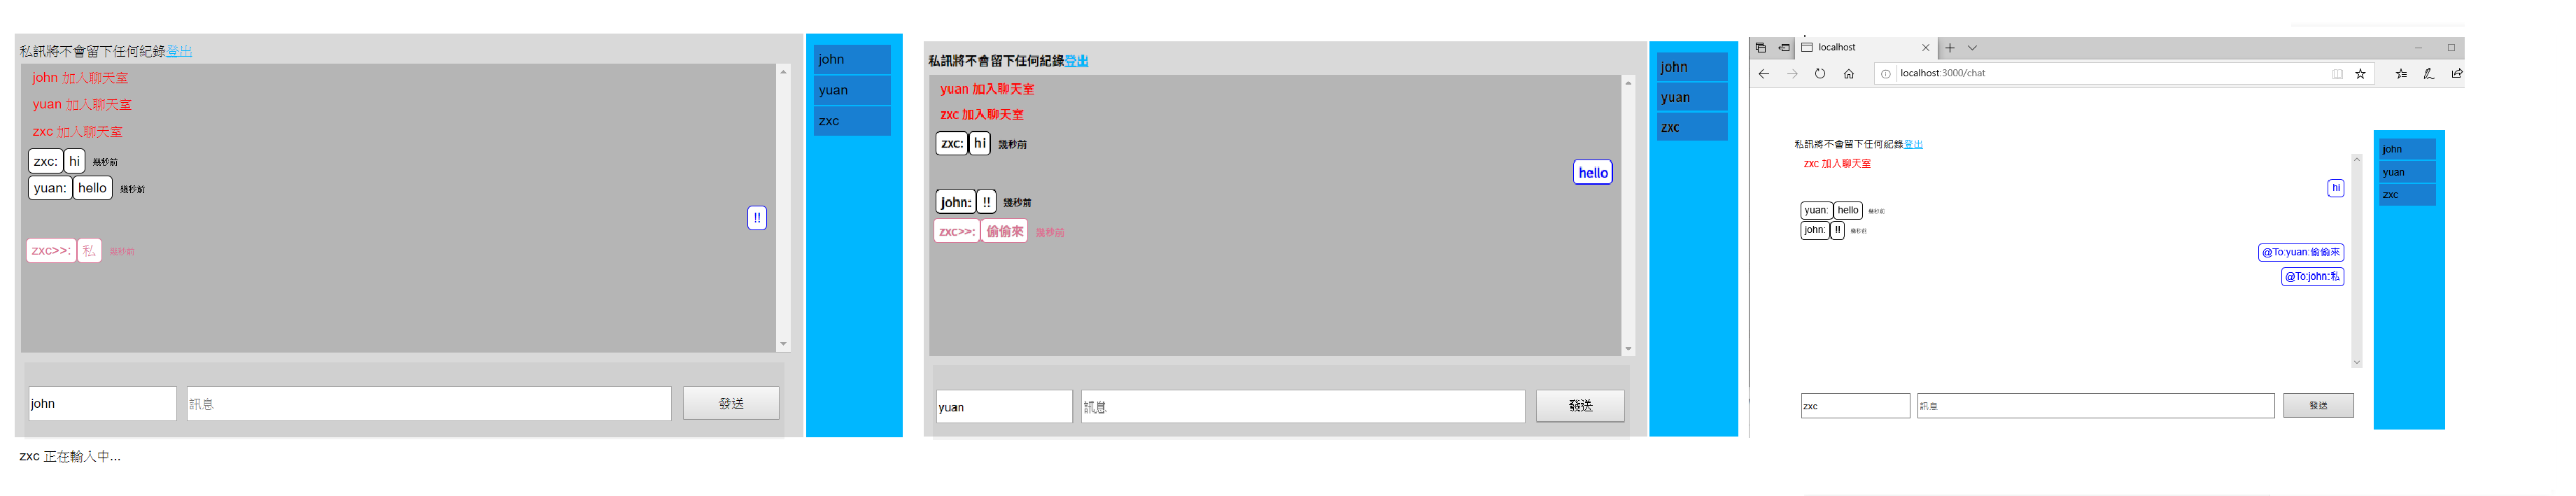 私訊將不會留下任何紀錄登出
john 加入聊天室
yuan 加入聊天室
zxc 加入聊天室
zxc: hi 幾秒前
yuan: hello 幾秒前
!!
zxc>>: 私 幾秒前
john 訊息 發送
zxc 正在輸入中...
john
yuan
zxc
私訊將不會留下任何紀錄登出
yuan 加入聊天室
zxc 加入聊天室
zxc: hi 幾秒前
hello
john: !! 幾秒前
zxc>>: 偷偷來 幾秒前
yuan 訊息 發送
john
yuan
zxc
localhost
localhost:3000/chat
私訊將不會留下任何紀錄登出
zxc 加入聊天室
hi
yuan: hello 幾秒前
john: !! 幾秒前
@To:yuan:偷偷來
@To:john:私
zxc 訊息 發送
john
yuan
zxc